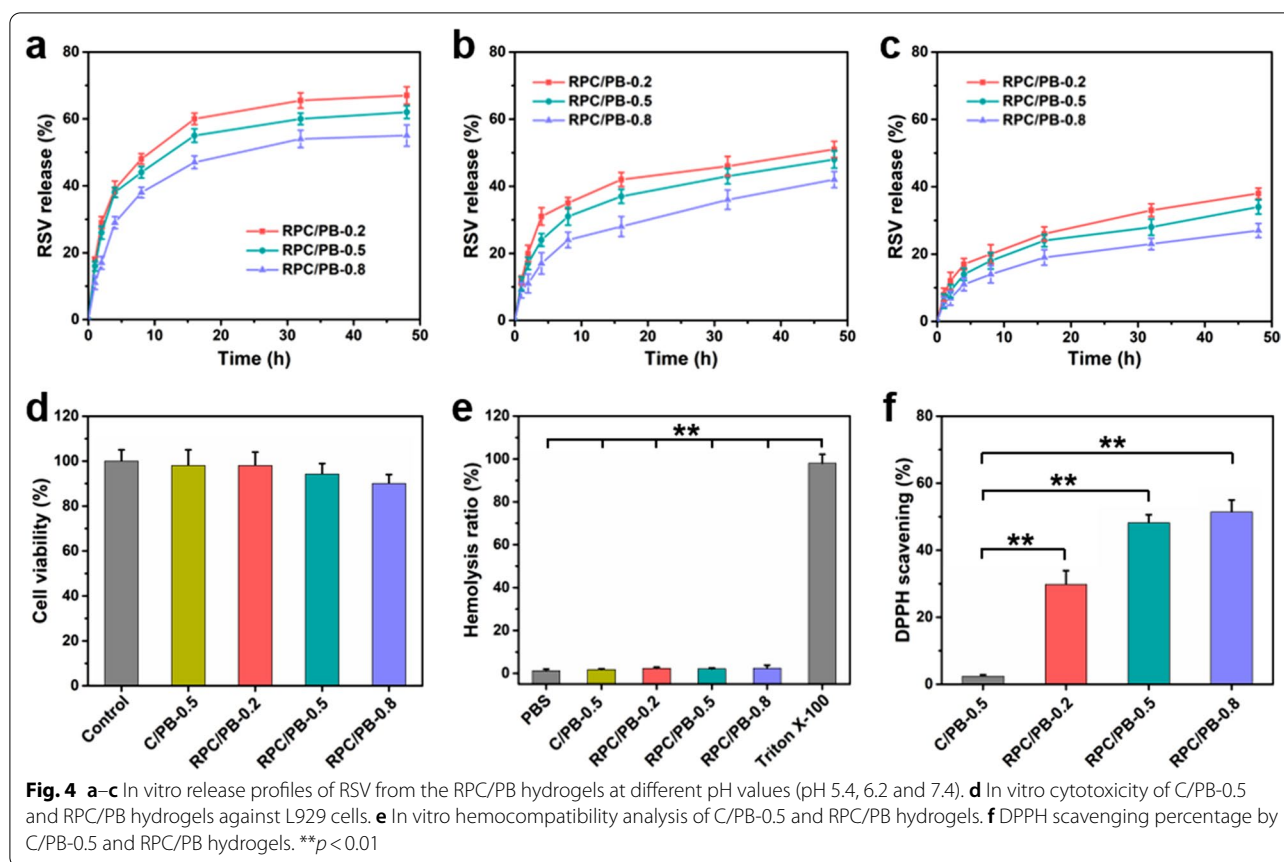 a
80
60
40
20
0
RSV release (%)
RPC/PB-0.2
RPC/PB-0.5
RPC/PB-0.8
0 10 20 30 40 50
Time (h)
b
80
60
40
20
0
RSV release (%)
RPC/PB-0.2
RPC/PB-0.5
RPC/PB-0.8
0 10 20 30 40 50
Time (h)
c
80
60
40
20
0
RSV release (%)
RPC/PB-0.2
RPC/PB-0.5
RPC/PB-0.8
0 10 20 30 40 50
Time (h)
d
120
100
80
60
40
20
0
Cell viability (%)
Control
C/PB-0.5
RPC/PB-0.2
RPC/PB-0.5
RPC/PB-0.8
e
120
100
80
60
40
20
0
Hemolysis ratio (%)
**
PBS
C/PB-0.5
RPC/PB-0.2
RPC/PB-0.5
RPC/PB-0.8
Triton X-100
f
80
60
40
20
0
DPPH scavening (%)
**
**
**
C/PB-0.5
RPC/PB-0.2
RPC/PB-0.5
RPC/PB-0.8
Fig. 4 a–c In vitro release profiles of RSV from the RPC/PB hydrogels at different pH values (pH 5.4, 6.2 and 7.4). d In vitro cytotoxicity of C/PB-0.5
and RPC/PB hydrogels against L929 cells. e In vitro hemocompatibility analysis of C/PB-0.5 and RPC/PB hydrogels. f DPPH scavenging percentage by
C/PB-0.5 and RPC/PB hydrogels. **p < 0.01